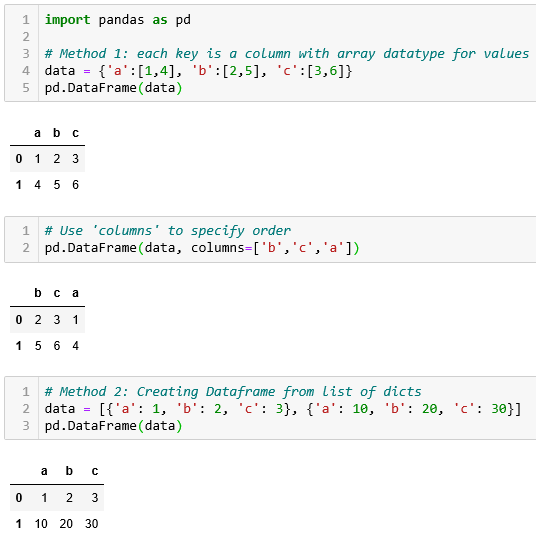 1 import pandas as pd
2
3 # Method 1: each key is a column with array datatype for values
4 data = {'a':[1,4], 'b':[2,5], 'c':[3,6]}
5 pd.DataFrame(data)
a b c
0 1 2 3
1 4 5 6
1 # Use 'columns' to specify order
2 pd.DataFrame(data, columns=['b','c','a'])
b c a
0 2 3 1
1 5 6 4
1 # Method 2: Creating Dataframe from list of dicts
2 data = [{'a': 1, 'b': 2, 'c': 3}, {'a': 10, 'b': 20, 'c': 30}]
3 pd.DataFrame(data)
a b c
0 1 2 3
1 10 20 30